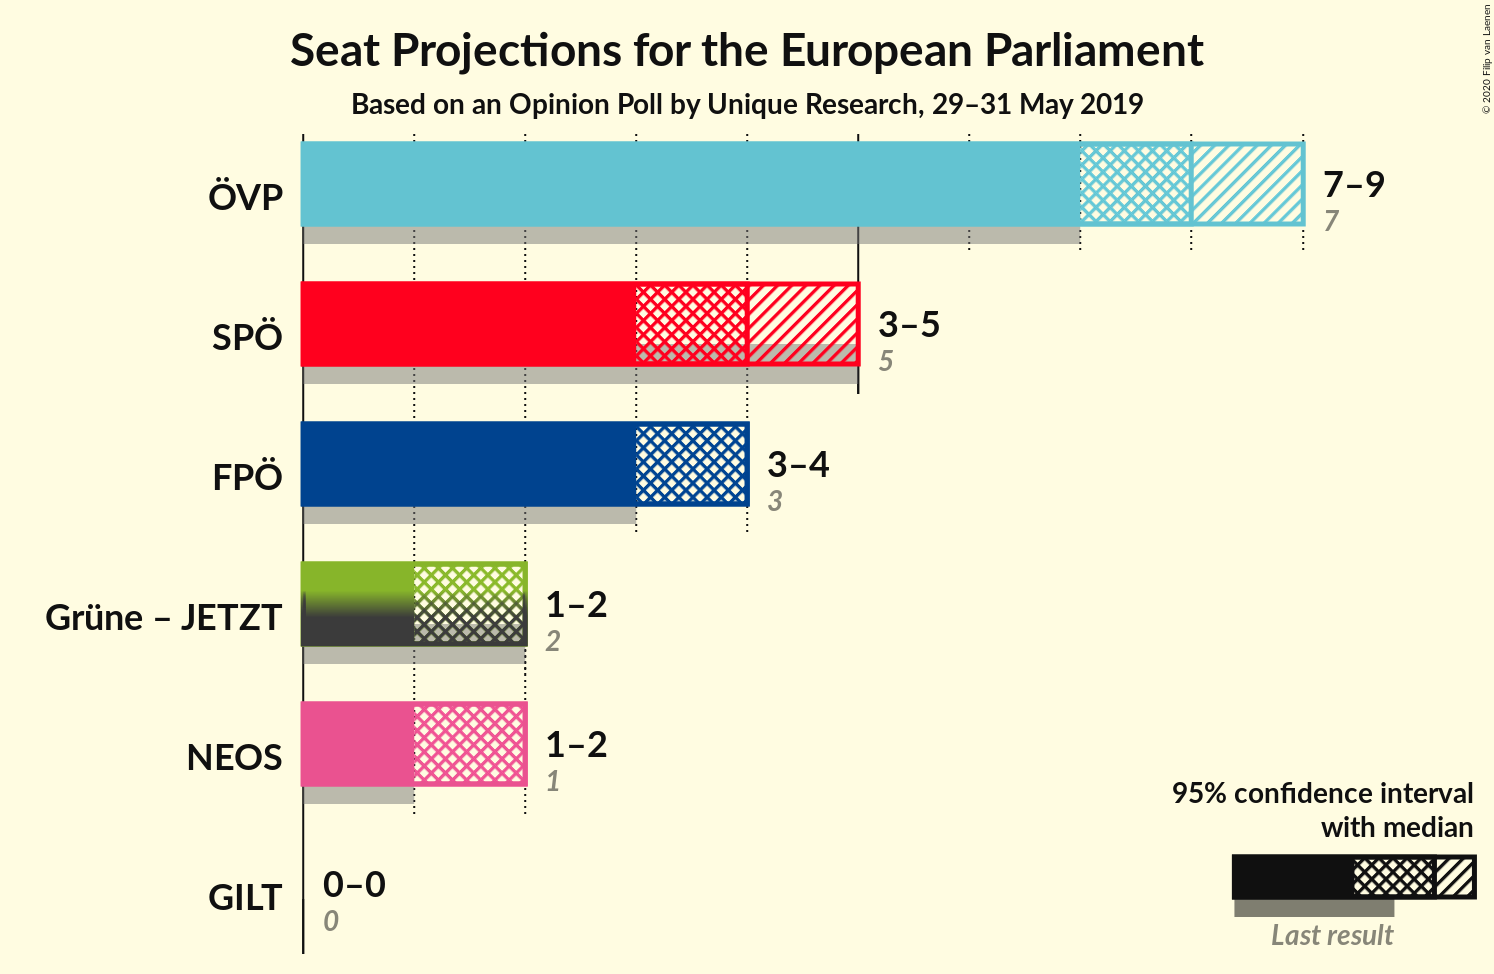 Seat Projections for the European Parliament
Based on an Opinion Poll by Unique Research, 29–31 May 2019
© 2020 Filip van Laenen
ÖVP
7–9
7
SPÖ
3–5
5
FPÖ
3–4
3
Grüne – JETZT
1–2
2
NEOS
1–2
1
GILT
0–0
0
95% confidence interval
with median
Last result